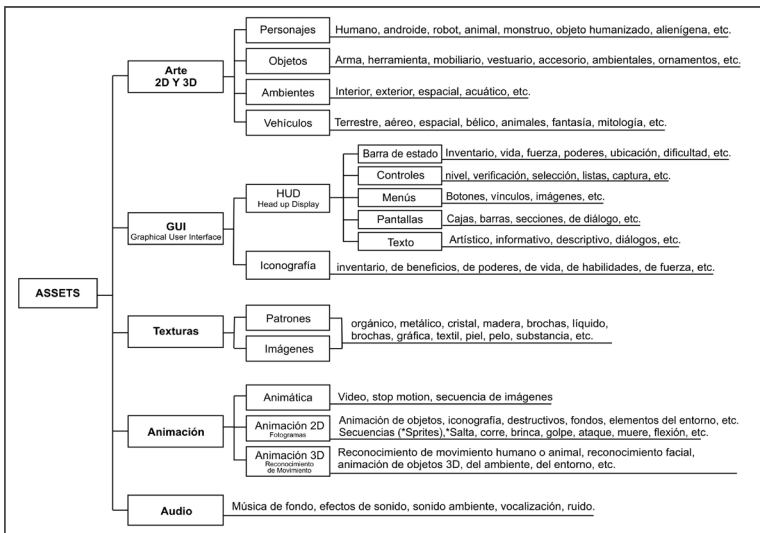 Personajes
Humano, androide, robot, animal, monstruo, objeto humanizado, alienígena, etc.
Arte
2D Y 3D
Objetos
Arma, herramienta, mobiliario, vestuario, accesorio, ambientales, ornamentos, etc.
Ambientes
Interior, exterior, espacial, acuático, etc.
Vehículos
Terrestre, aéreo, espacial, bélico, animales, fantasía, mitología, etc.
Barra de estado
Inventario, vida, fuerza, poderes, ubicación, dificultad, etc.
Controles
nivel, verificación, selección, listas, captura, etc.
HUD
Head up Display
Menús
Botones, vínculos, imágenes, etc.
Pantallas
Cajas, barras, secciones, de diálogo, etc.
GUI
Graphical User Interface
Texto
Artístico, informativo, descriptivo, diálogos, etc.
Iconografía
inventario, de beneficios, de poderes, de vida, de habilidades, de fuerza, etc.
ASSETS
Texturas
Patrones
Imágenes
orgánico, metálico, cristal, madera, brochas, líquido,
brochas, gráfica, textil, piel, pelo, substancia, etc.
Animática
Video, stop motion, secuencia de imágenes
Animación
Animación 2D
Fotogramas
Animación de objetos, iconografía, destructivos, fondos, elementos del entorno, etc.
Secuencias (*Sprites),*Salta, corre, brinca, golpe, ataque, muere, flexión, etc.
Animación 3D
Reconocimiento
de Movimiento
Reconocimiento de movimiento humano o animal, reconocimiento facial,
animación de objetos 3D, del ambiente, del entorno, etc.
Audio
Música de fondo, efectos de sonido, sonido ambiente, vocalización, ruido.